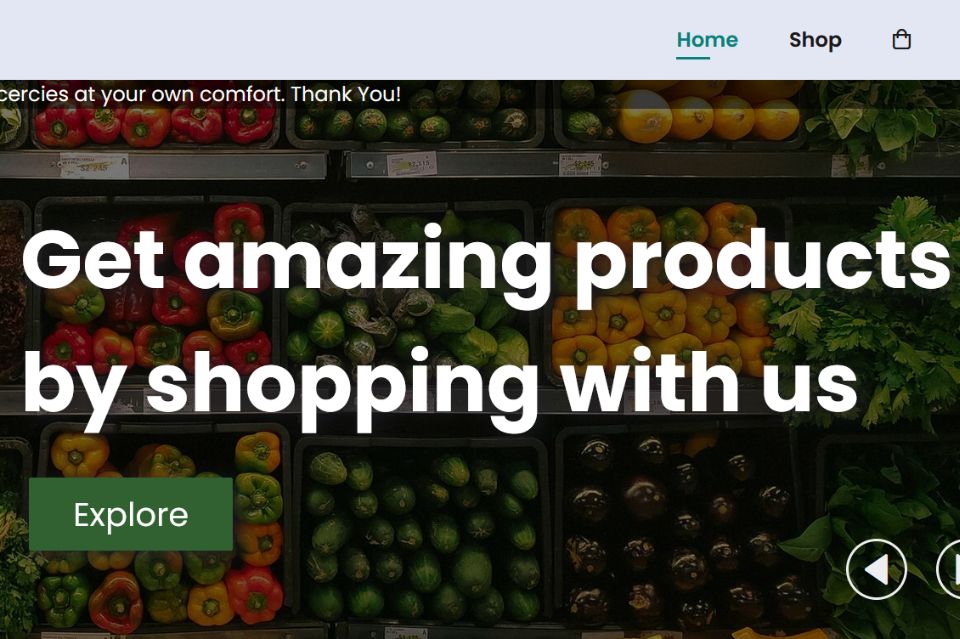 Home Shop
cercies at your own comfort. Thank You!
Get amazing products
by shopping with us
Explore